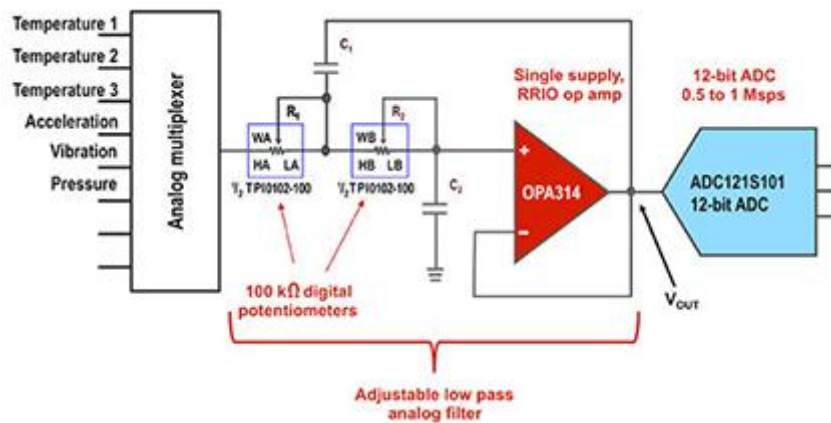 Temperature 1
Temperature 2
Temperature 3
Acceleration
Vibration
Pressure
Analog multiplexer
C₁
R₁
WA
HA LA
½ TPI0102-100
R₂
WB
HB LB
½ TPI0102-100
C₂
100 kΩ digital
potentiometers
Single supply,
RRIO op amp
+
OPA314
–
12-bit ADC
0.5 to 1 Msps
ADC121S101
12-bit ADC
V_OUT
Adjustable low pass
analog filter